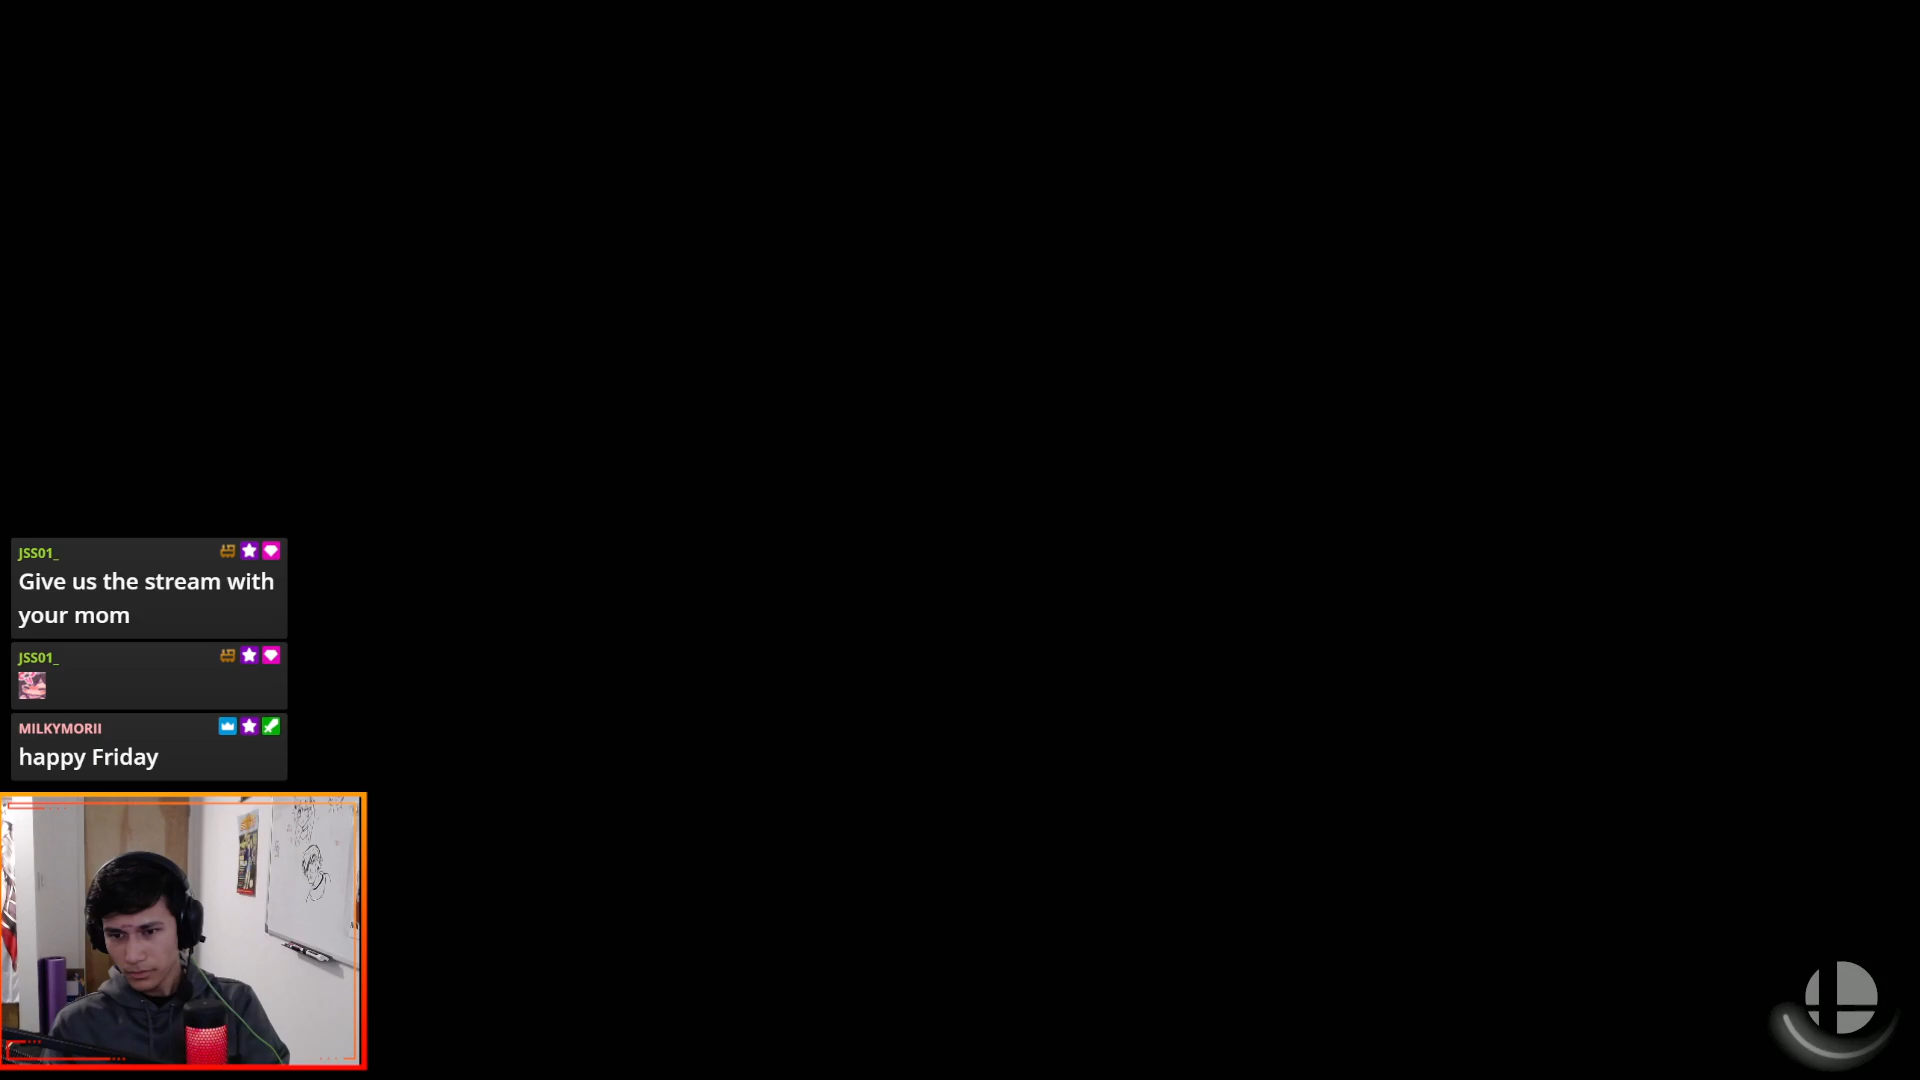 JSS01_
Give us the stream with
your mom
JSS01_
MILKYMORII
happy Friday